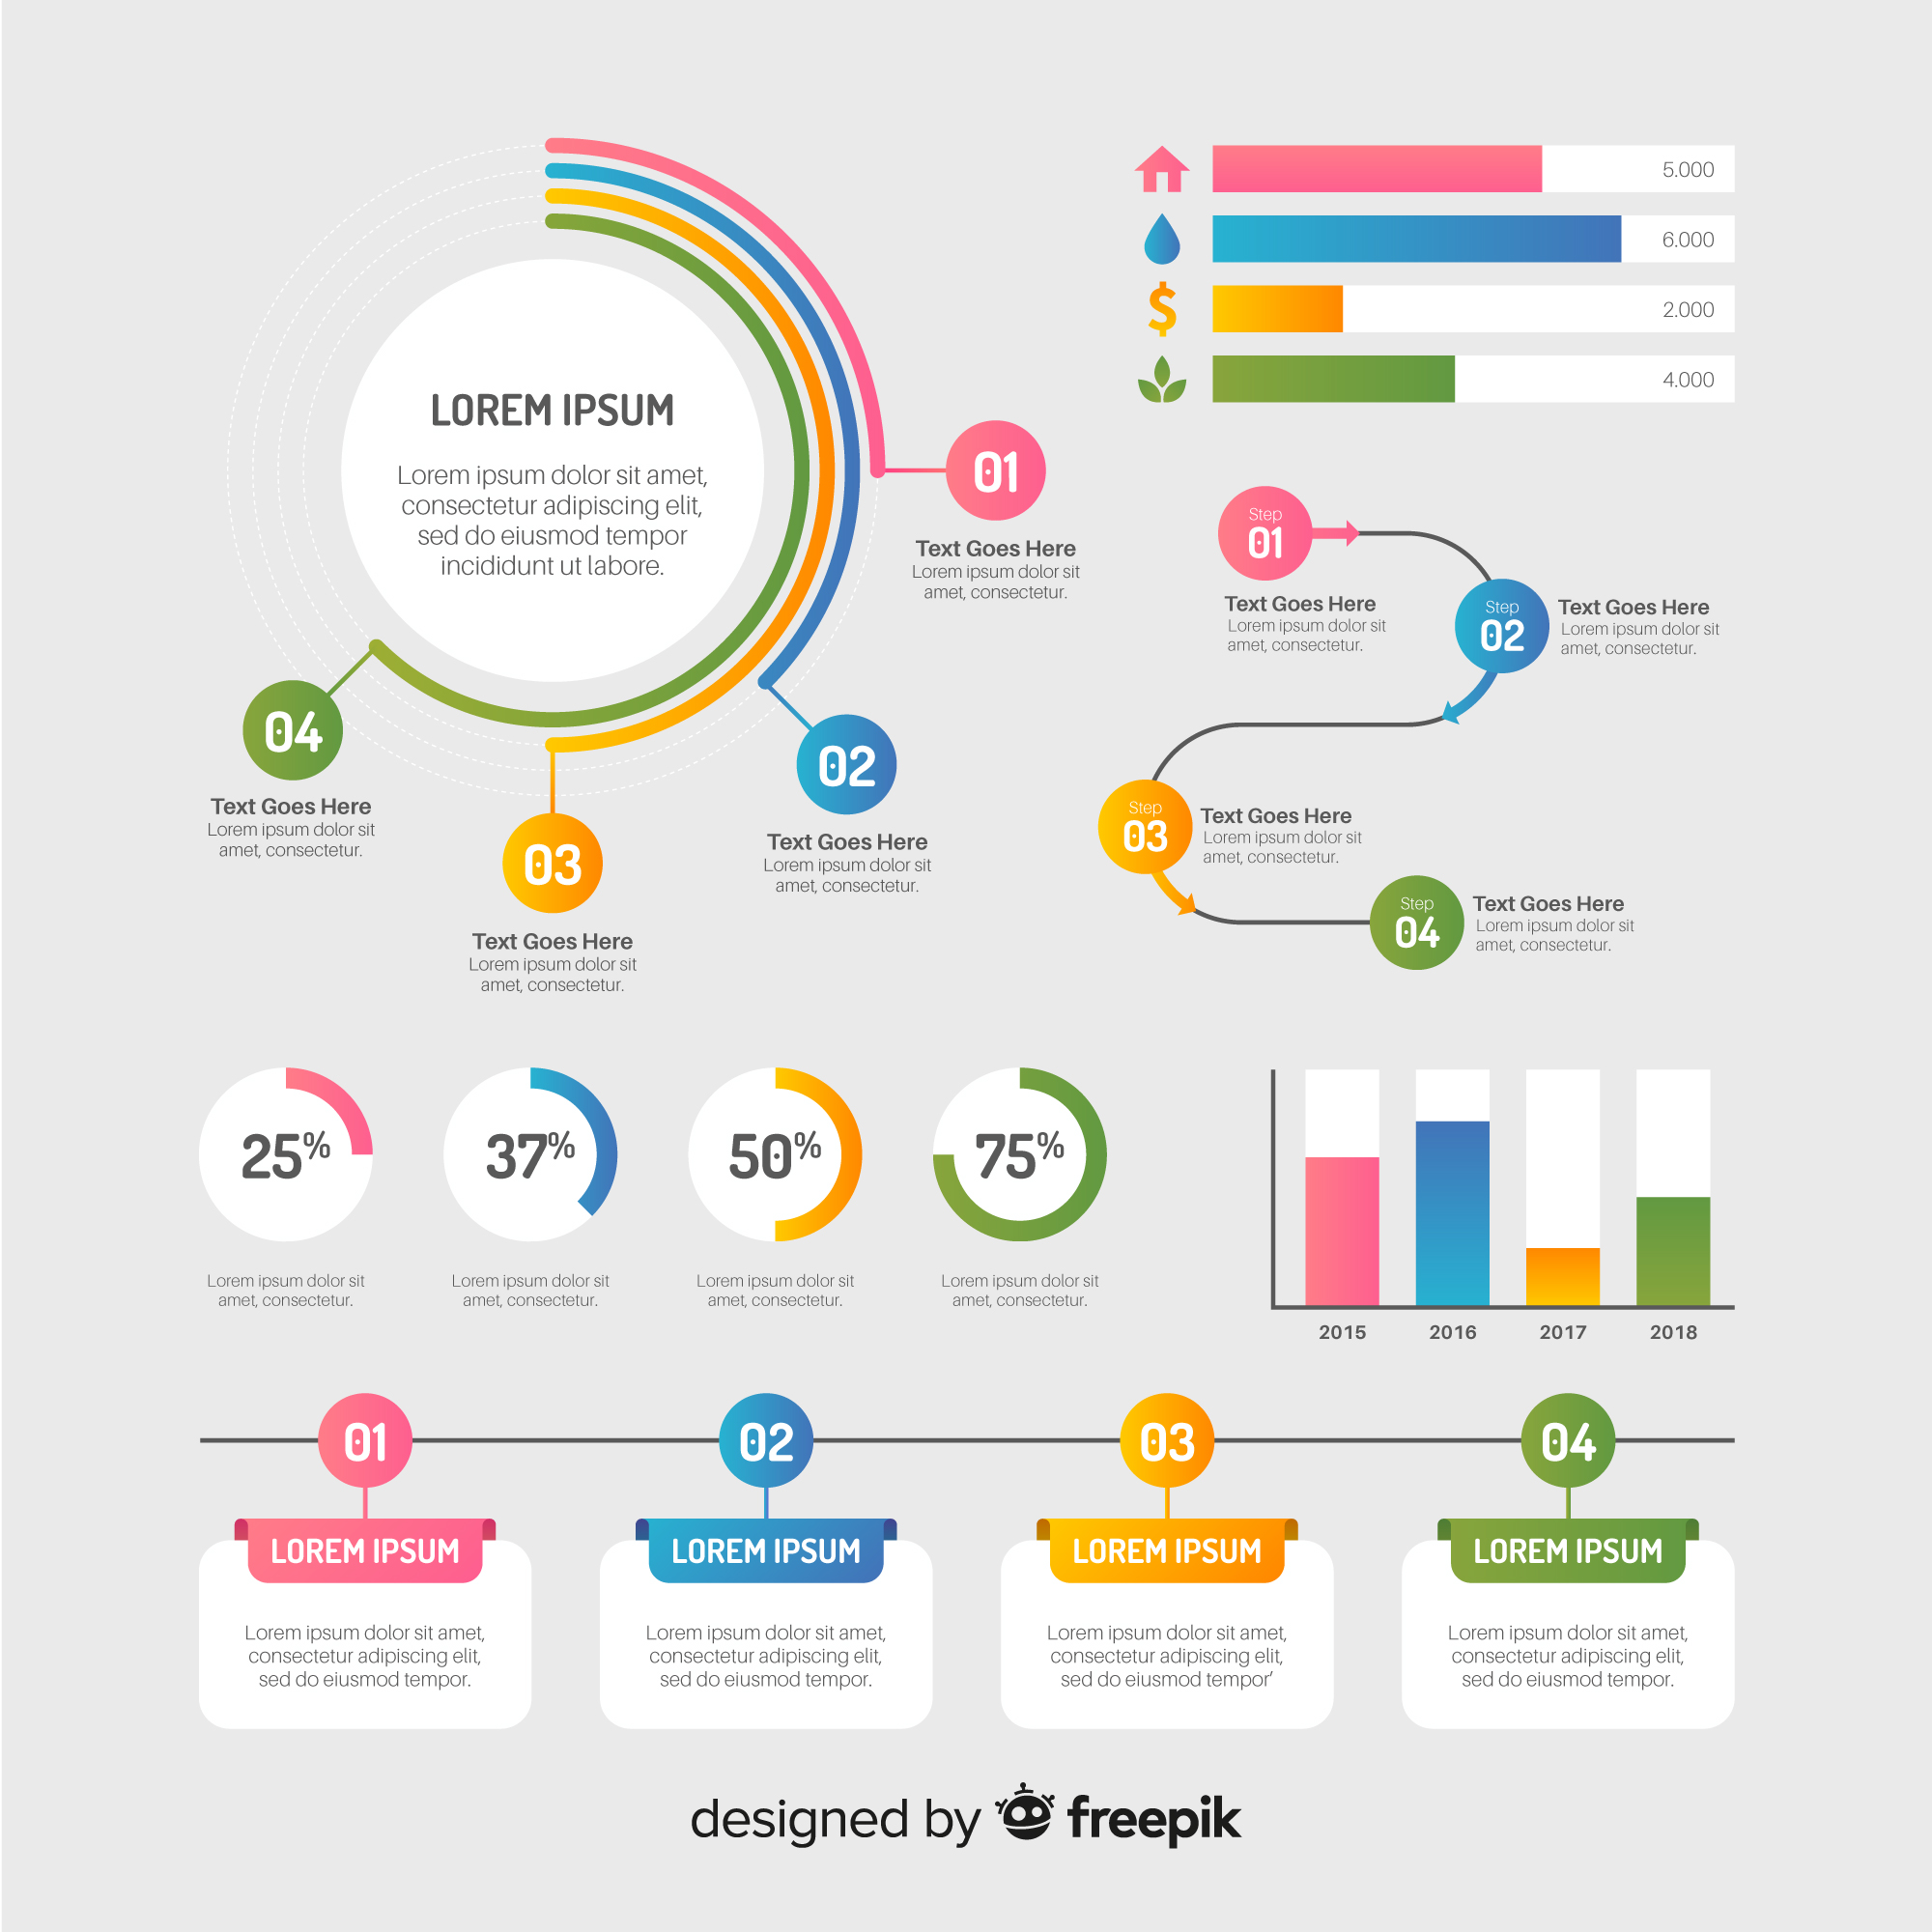 LOREM IPSUM
Lorem ipsum dolor sit amet,
consectetur adipiscing elit,
sed do eiusmod tempor
incididunt ut labore.
01
Text Goes Here
Lorem ipsum dolor sit
amet, consectetur.
02
Text Goes Here
Lorem ipsum dolor sit
amet, consectetur.
03
Text Goes Here
Lorem ipsum dolor sit
amet, consectetur.
04
Text Goes Here
Lorem ipsum dolor sit
amet, consectetur.
5.000
6.000
2.000
4.000
Step
01
Text Goes Here
Lorem ipsum dolor sit
amet, consectetur.
Step
02
Text Goes Here
Lorem ipsum dolor sit
amet, consectetur.
Step
03
Text Goes Here
Lorem ipsum dolor sit
amet, consectetur.
Step
04
Text Goes Here
Lorem ipsum dolor sit
amet, consectetur.
25%
Lorem ipsum dolor sit
amet, consectetur.
37%
Lorem ipsum dolor sit
amet, consectetur.
50%
Lorem ipsum dolor sit
amet, consectetur.
75%
Lorem ipsum dolor sit
amet, consectetur.
2015 2016 2017 2018
01
LOREM IPSUM
Lorem ipsum dolor sit amet,
consectetur adipiscing elit,
sed do eiusmod tempor.
02
LOREM IPSUM
Lorem ipsum dolor sit amet,
consectetur adipiscing elit,
sed do eiusmod tempor.
03
LOREM IPSUM
Lorem ipsum dolor sit amet,
consectetur adipiscing elit,
sed do eiusmod tempor’
04
LOREM IPSUM
Lorem ipsum dolor sit amet,
consectetur adipiscing elit,
sed do eiusmod tempor.
designed by freepik